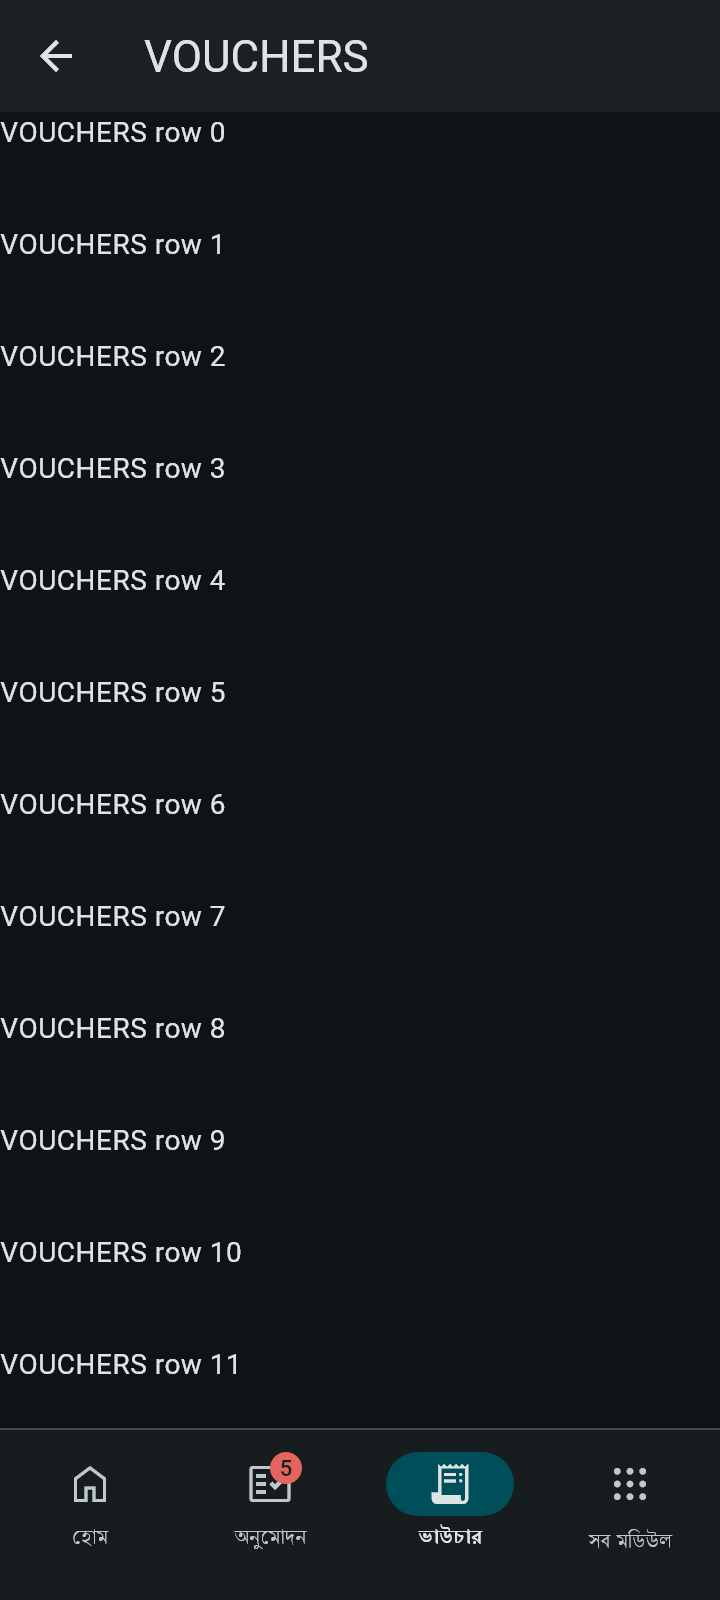 VOUCHERS
VOUCHERS row 0
VOUCHERS row 1
VOUCHERS row 2
VOUCHERS row 3
VOUCHERS row 4
VOUCHERS row 5
VOUCHERS row 6
VOUCHERS row 7
VOUCHERS row 8
VOUCHERS row 9
VOUCHERS row 10
VOUCHERS row 11
5
হোম অনুমোদন ভাউচার সব মডিউল